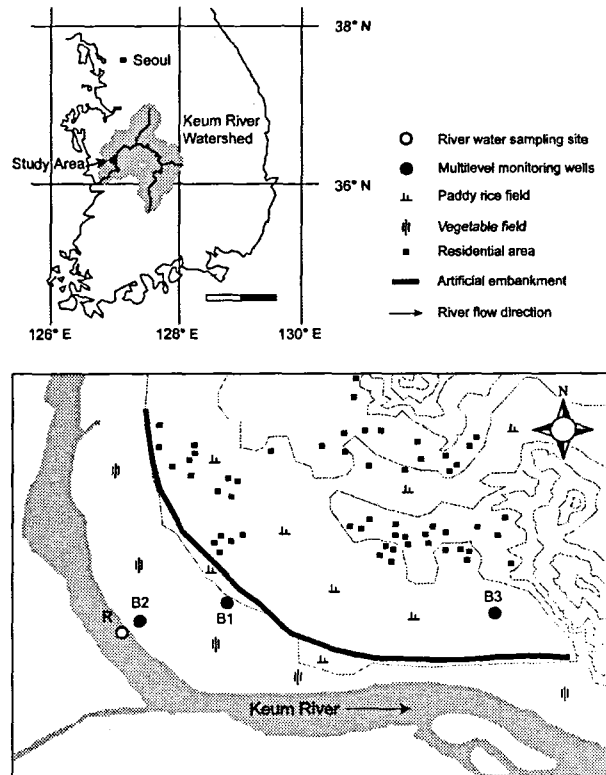 38° N
Seoul
Keum River
Watershed
Study Area
36° N
126° E
128° E
130° E
River water sampling site
Multilevel monitoring wells
Paddy rice field
Vegetable field
Residential area
Artificial embankment
River flow direction
N
B3
B2
B1
R
Keum River